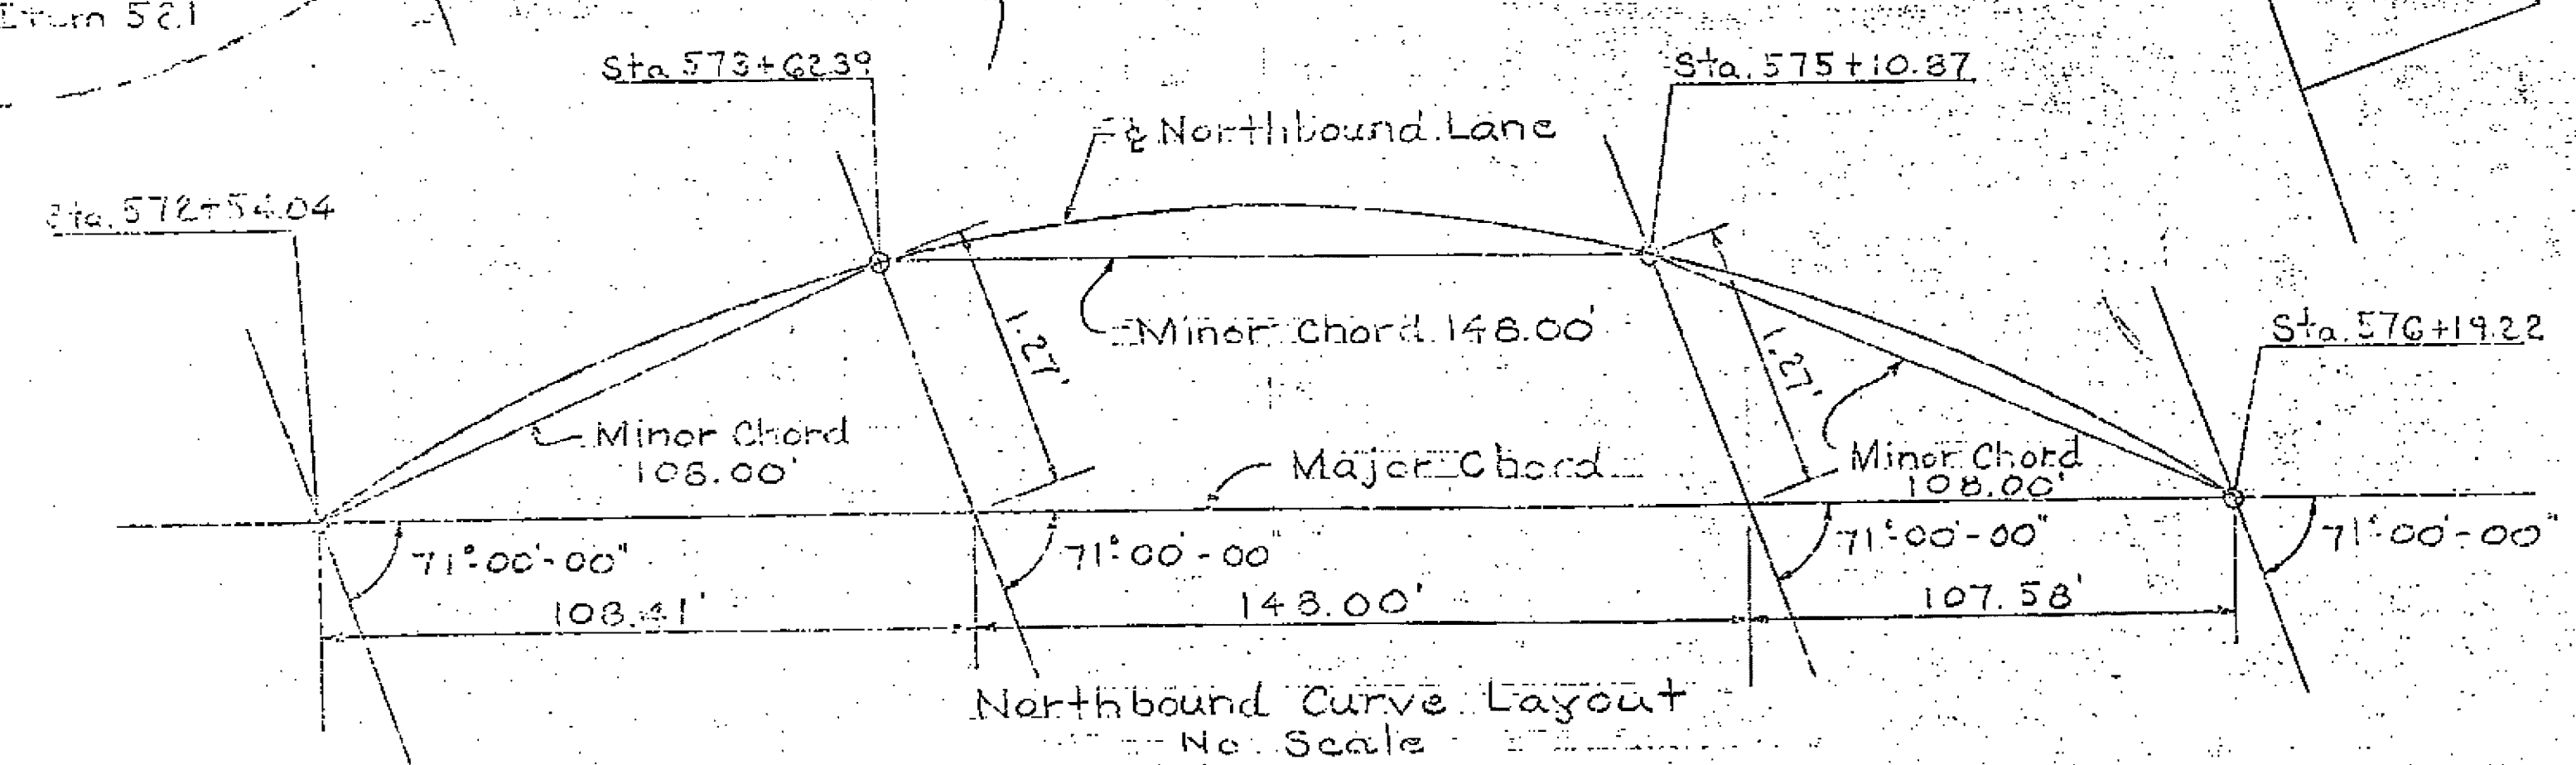 Item 521
Sta 573+62.39
Sta. 575+10.87
℄ Northbound Lane
Sta. 572+54.04
Minor Chord 148.00'
1.27'
1.27'
Sta. 576+19.22
Minor Chord
108.00'
Major Chord
Minor Chord
108.00'
71°-00'-00"
71°-00'-00"
71°-00'-00"
71°-00'-00"
108.41'
148.00'
107.58'
Northbound Curve Layout
No Scale